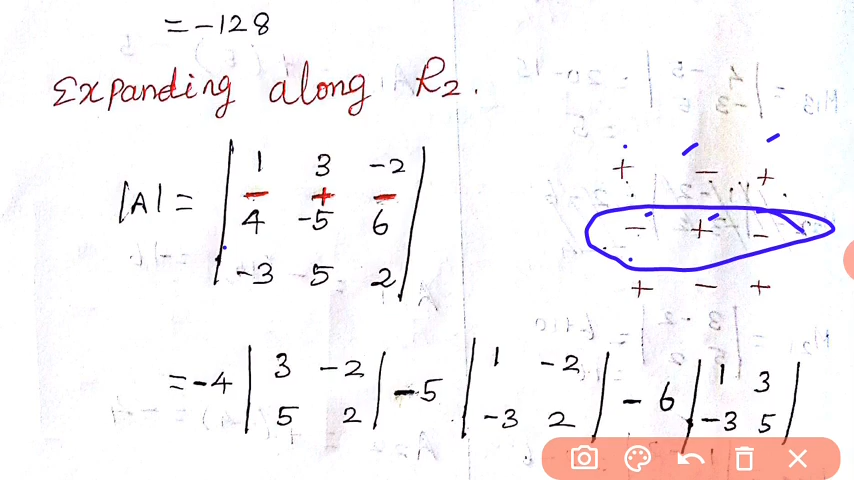 = -128
Expanding along R₂.
|A| = | 1 3 -2 |
− + −
| 4 -5 6 |
| -3 5 2 |
+ − +
− + −
+ − +
= -4 | 3 -2 | -5 | 1 -2 | - 6 | 1 3 |
| 5 2 | | -3 2 | | -3 5 |